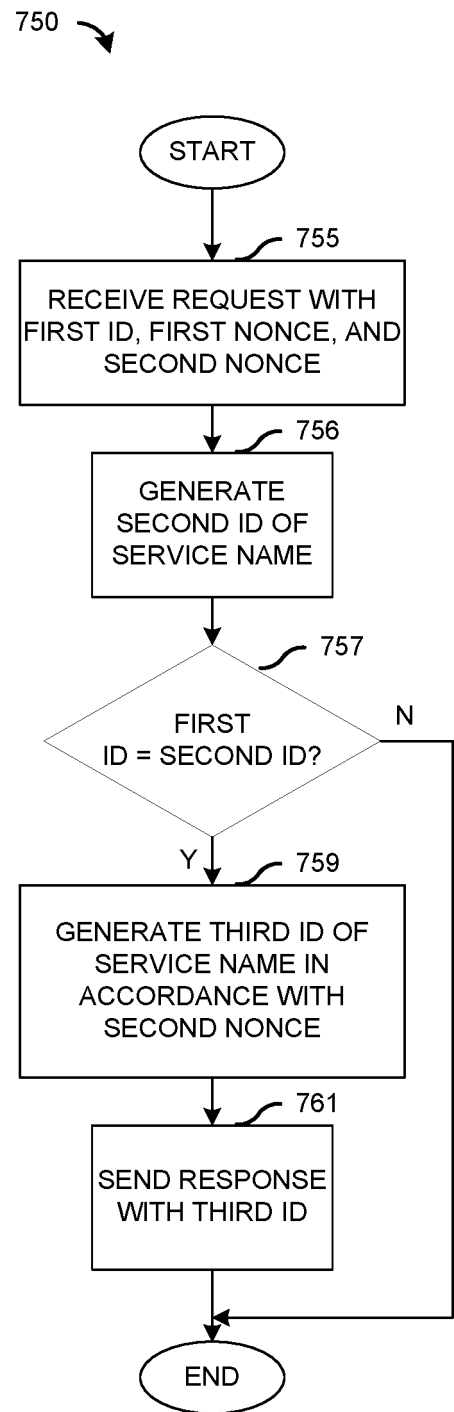 750
START
755
RECEIVE REQUEST WITH
FIRST ID, FIRST NONCE, AND
SECOND NONCE
756
GENERATE
SECOND ID OF
SERVICE NAME
757
FIRST
ID = SECOND ID?
N
Y
759
GENERATE THIRD ID OF
SERVICE NAME IN
ACCORDANCE WITH
SECOND NONCE
761
SEND RESPONSE
WITH THIRD ID
END